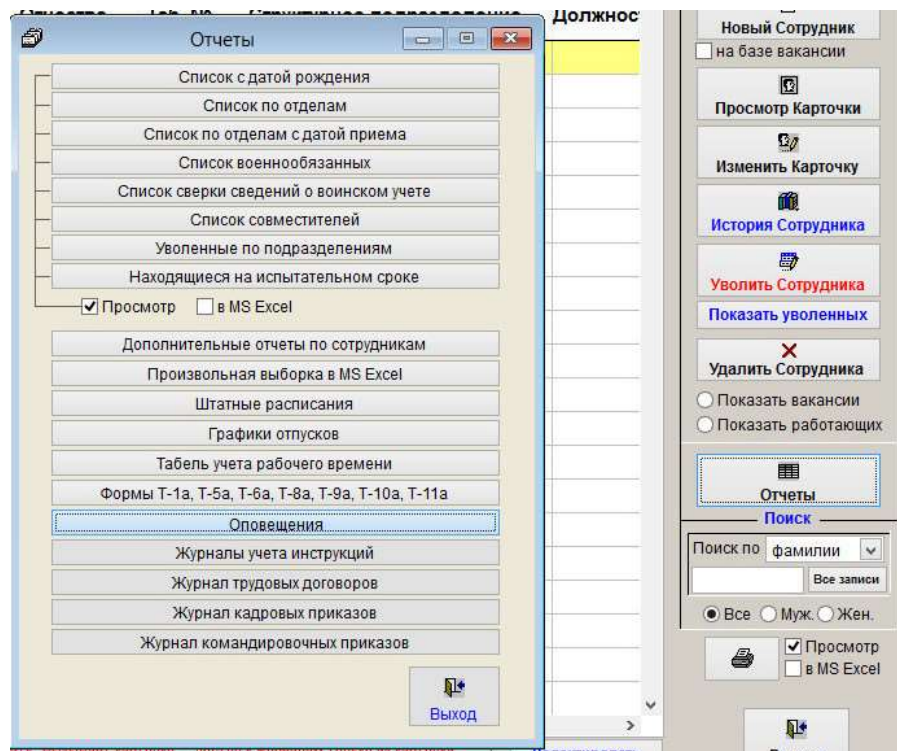 Отчество Таб. № Структурное подразделение Должнос
Отчеты
Список с датой рождения
Список по отделам
Список по отделам с датой приема
Список военнообязанных
Список сверки сведений о воинском учете
Список совместителей
Уволенные по подразделениям
Находящиеся на испытательном сроке
Просмотр в MS Excel
Дополнительные отчеты по сотрудникам
Произвольная выборка в MS Excel
Штатные расписания
Графики отпусков
Табель учета рабочего времени
Формы Т-1а, Т-5а, Т-6а, Т-8а, Т-9а, Т-10а, Т-11а
Оповещения
Журналы учета инструкций
Журнал трудовых договоров
Журнал кадровых приказов
Журнал командировочных приказов
Выход
Новый Сотрудник
на базе вакансии
Просмотр Карточки
Изменить Карточку
История Сотрудника
Уволить Сотрудника
Показать уволенных
Удалить Сотрудника
Показать вакансии
Показать работающих
Отчеты
Поиск
Поиск по фамилии
Все записи
Все Муж. Жен.
Просмотр
в MS Excel